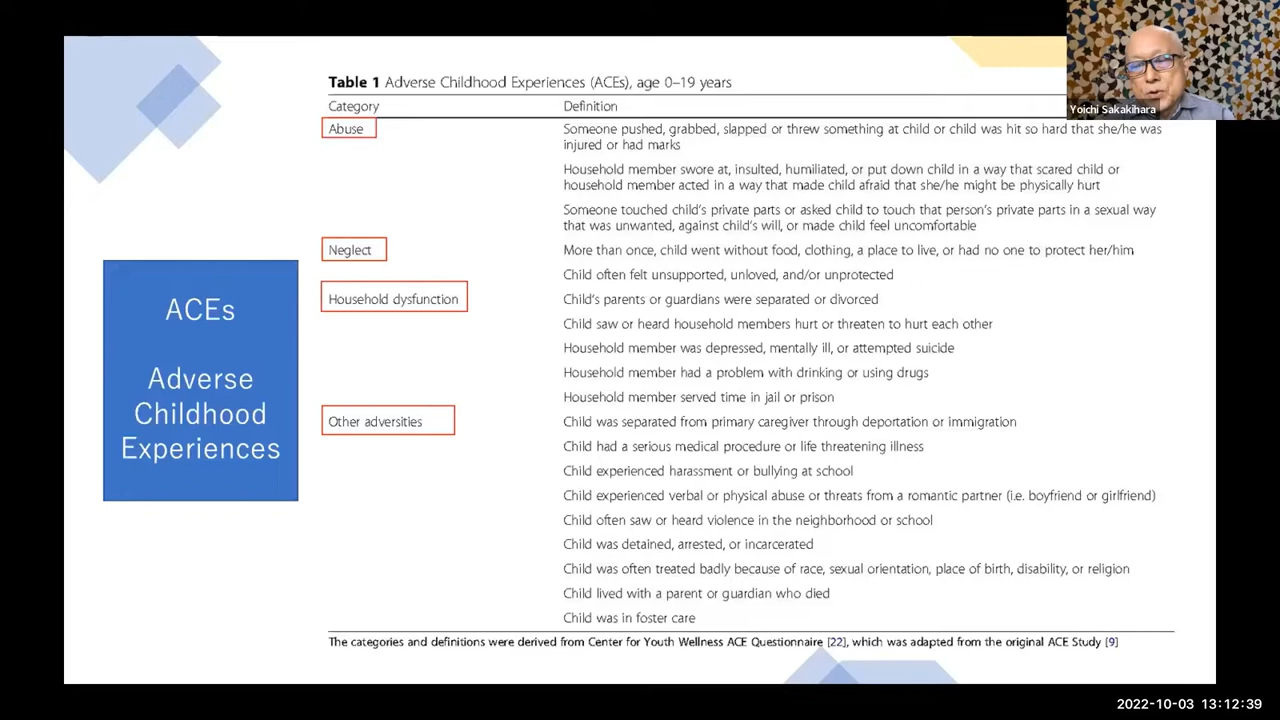 Table 1 Adverse Childhood Experiences (ACEs), age 0–19 years
Category Definition
Abuse Someone pushed, grabbed, slapped or threw something at child or child was hit so hard that she/he was
injured or had marks
Household member swore at, insulted, humiliated, or put down child in a way that scared child or
household member acted in a way that made child afraid that she/he might be physically hurt
Someone touched child's private parts or asked child to touch that person's private parts in a sexual way
that was unwanted, against child's will, or made child feel uncomfortable
Neglect More than once, child went without food, clothing, a place to live, or had no one to protect her/him
Child often felt unsupported, unloved, and/or unprotected
Household dysfunction Child's parents or guardians were separated or divorced
Child saw or heard household members hurt or threaten to hurt each other
Household member was depressed, mentally ill, or attempted suicide
Household member had a problem with drinking or using drugs
Household member served time in jail or prison
Other adversities Child was separated from primary caregiver through deportation or immigration
Child had a serious medical procedure or life threatening illness
Child experienced harassment or bullying at school
Child experienced verbal or physical abuse or threats from a romantic partner (i.e. boyfriend or girlfriend)
Child often saw or heard violence in the neighborhood or school
Child was detained, arrested, or incarcerated
Child was often treated badly because of race, sexual orientation, place of birth, disability, or religion
Child lived with a parent or guardian who died
Child was in foster care
The categories and definitions were derived from Center for Youth Wellness ACE Questionnaire [22], which was adapted from the original ACE Study [9]
ACEs
Adverse
Childhood
Experiences
Yoichi Sakakihara
2022-10-03 13:12:39